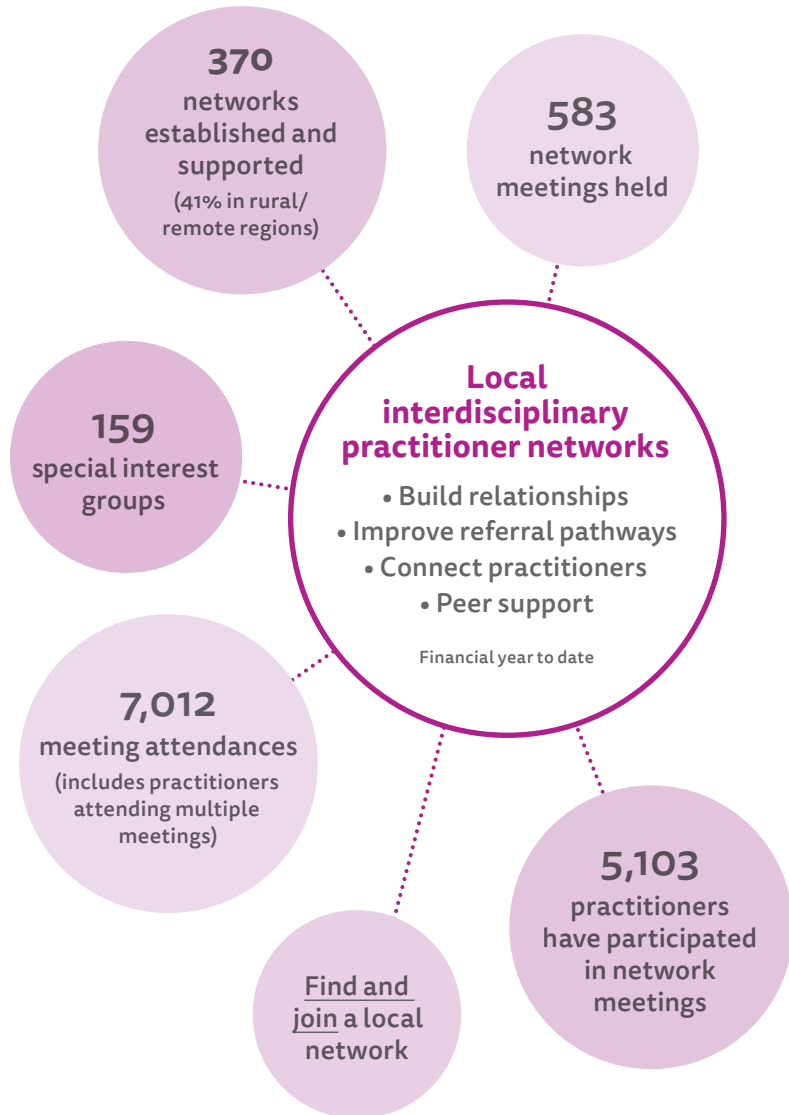 370
networks
established and
supported
(41% in rural/
remote regions)
583
network
meetings held
Local
interdisciplinary
practitioner networks
• Build relationships
• Improve referral pathways
• Connect practitioners
• Peer support
Financial year to date
159
special interest
groups
7,012
meeting attendances
(includes practitioners
attending multiple
meetings)
5,103
practitioners
have participated
in network
meetings
Find and
join a local
network